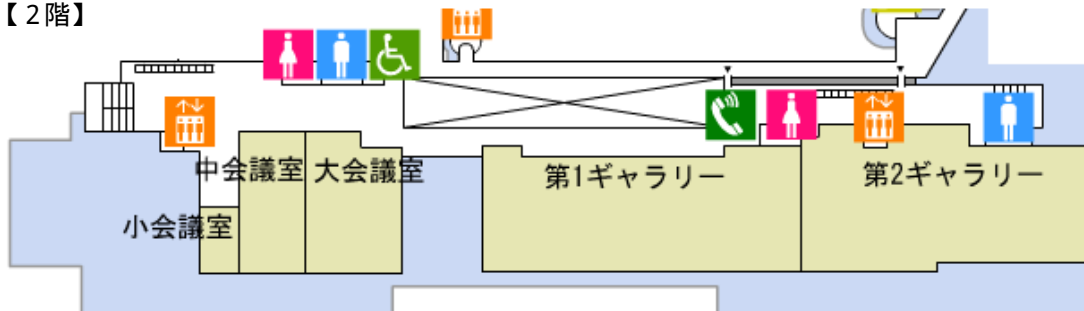 【2階】
中会議室
大会議室
第1ギャラリー
第2ギャラリー
小会議室